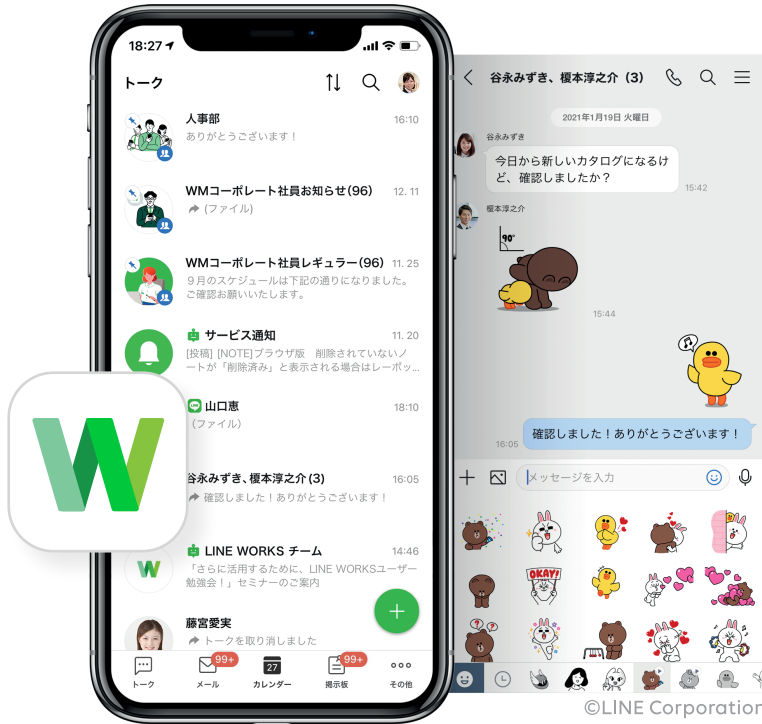 18:27
トーク
人事部
16:10
ありがとうございます！
WMコーポレート社員お知らせ(96)
12. 11
(ファイル)
WMコーポレート社員レギュラー(96)
11. 25
９月のスケジュールは下記の通りになりました。
ご確認お願いいたします。
サービス通知
11. 20
[投稿] [NOTE]ブラウザ版　削除されていないノ
ートが「削除済み」と表示される場合はレーポッ...
LINE
山口恵
18:10
(ファイル)
谷永みずき、榎本淳之介(3)
16:05
確認しました！ありがとうございます！
W
LINE WORKS チーム
14:46
「さらに活用するために、LINE WORKSユーザー
勉強会！」セミナーのご案内
藤宮愛実
トークを取り消しました
99+
27
99+
トーク
メール
カレンダー
掲示板
その他
谷永みずき、榎本淳之介（3）
2021年1月19日 火曜日
谷永みずき
今日から新しいカタログになるけ
ど、確認しましたか？
15:42
榎本淳之介
90°
15:44
確認しました！ありがとうございます！
16:05
メッセージを入力
OKAY!
©LINE Corporation